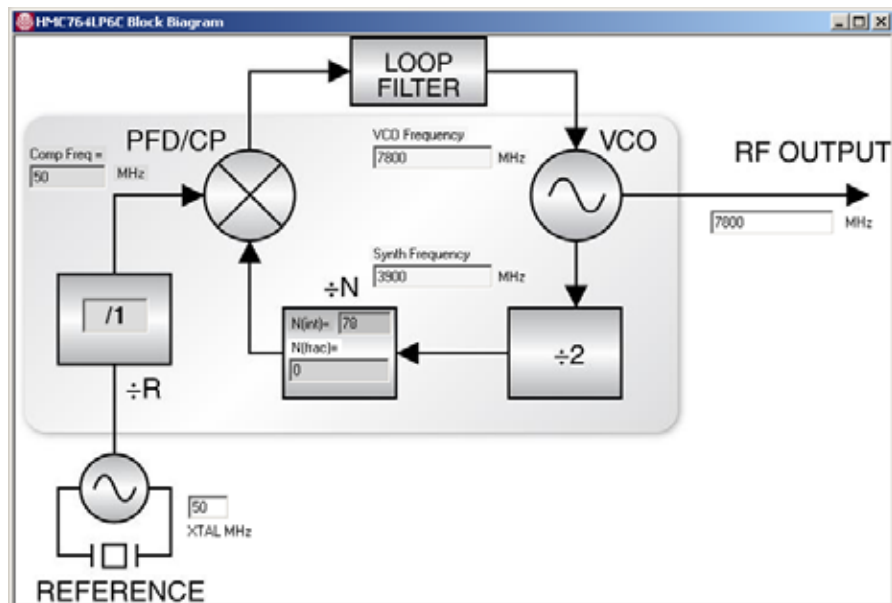 HMC764LP6C Block Biagram
LOOP
FILTER
PFD/CP
Comp Freq =
50
MHz
VCO Frequency
7800
MHz
VCO
RF OUTPUT
7800
MHz
Synth Frequency
3900
MHz
÷N
N(int)=
78
N(frac)=
0
÷2
/1
÷R
50
XTAL MHz
REFERENCE